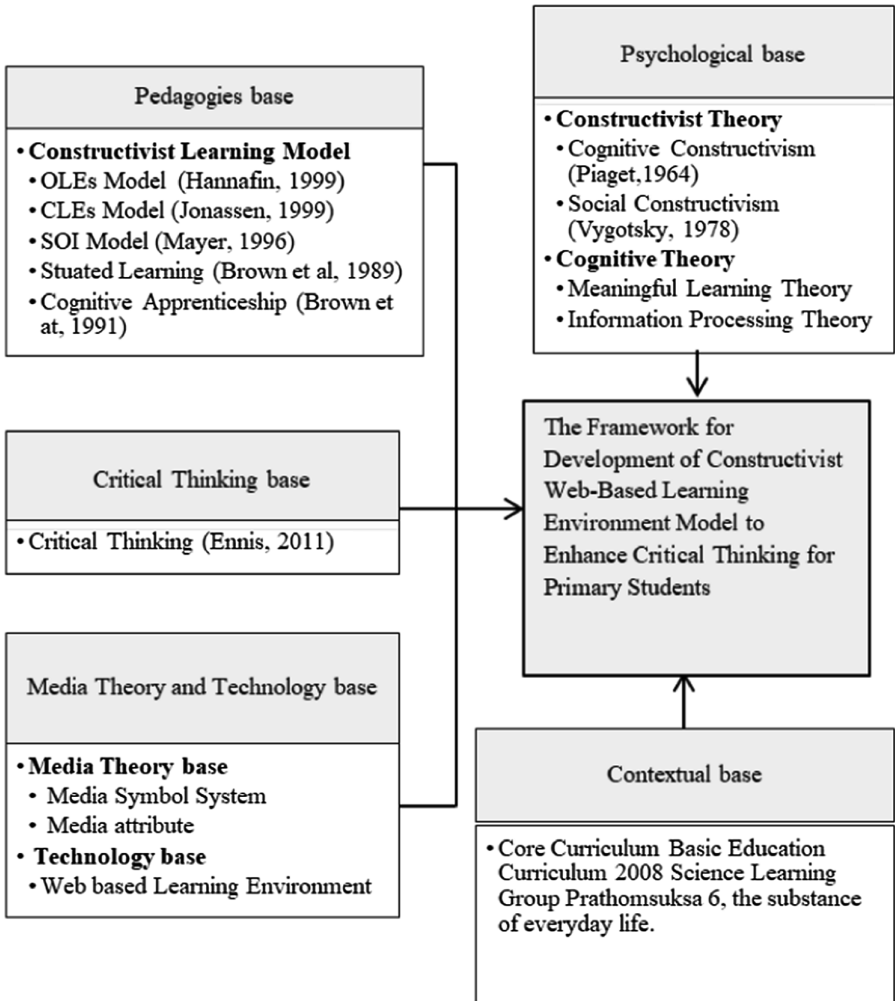 Pedagogies base
• Constructivist Learning Model
• OLEs Model (Hannafin, 1999)
• CLEs Model (Jonassen, 1999)
• SOI Model (Mayer, 1996)
• Stuated Learning (Brown et al, 1989)
• Cognitive Apprenticeship (Brown et
at, 1991)
Psychological base
• Constructivist Theory
• Cognitive Constructivism
(Piaget,1964)
• Social Constructivism
(Vygotsky, 1978)
• Cognitive Theory
• Meaningful Learning Theory
• Information Processing Theory
Critical Thinking base
• Critical Thinking (Ennis, 2011)
The Framework for
Development of Constructivist
Web-Based Learning
Environment Model to
Enhance Critical Thinking for
Primary Students
Media Theory and Technology base
• Media Theory base
• Media Symbol System
• Media attribute
• Technology base
• Web based Learning Environment
Contextual base
• Core Curriculum Basic Education
Curriculum 2008 Science Learning
Group Prathomsuksa 6, the substance
of everyday life.